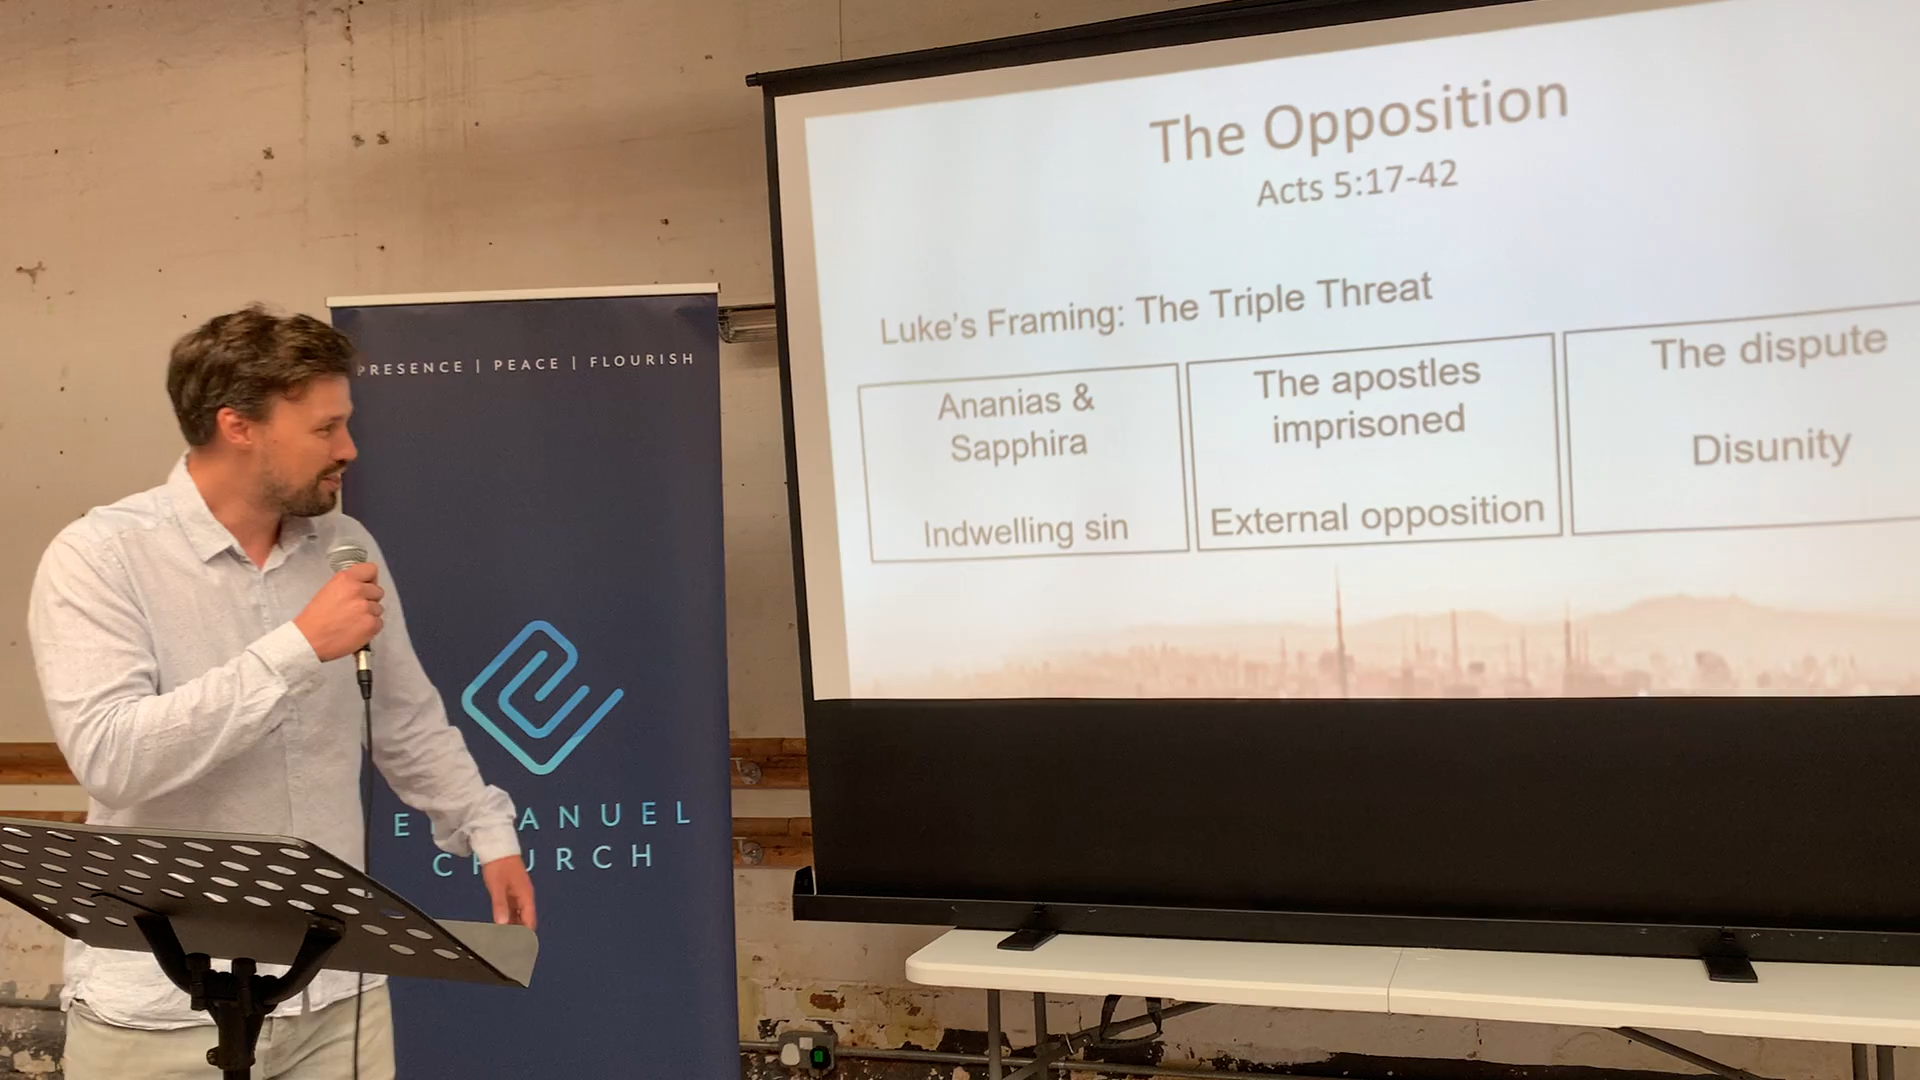 PRESENCE | PEACE | FLOURISH
CHURCH
The Opposition
Acts 5:17-42
Luke's Framing: The Triple Threat
Ananias &
Sapphira
Indwelling sin
The apostles
imprisoned
External opposition
The dispute
Disunity